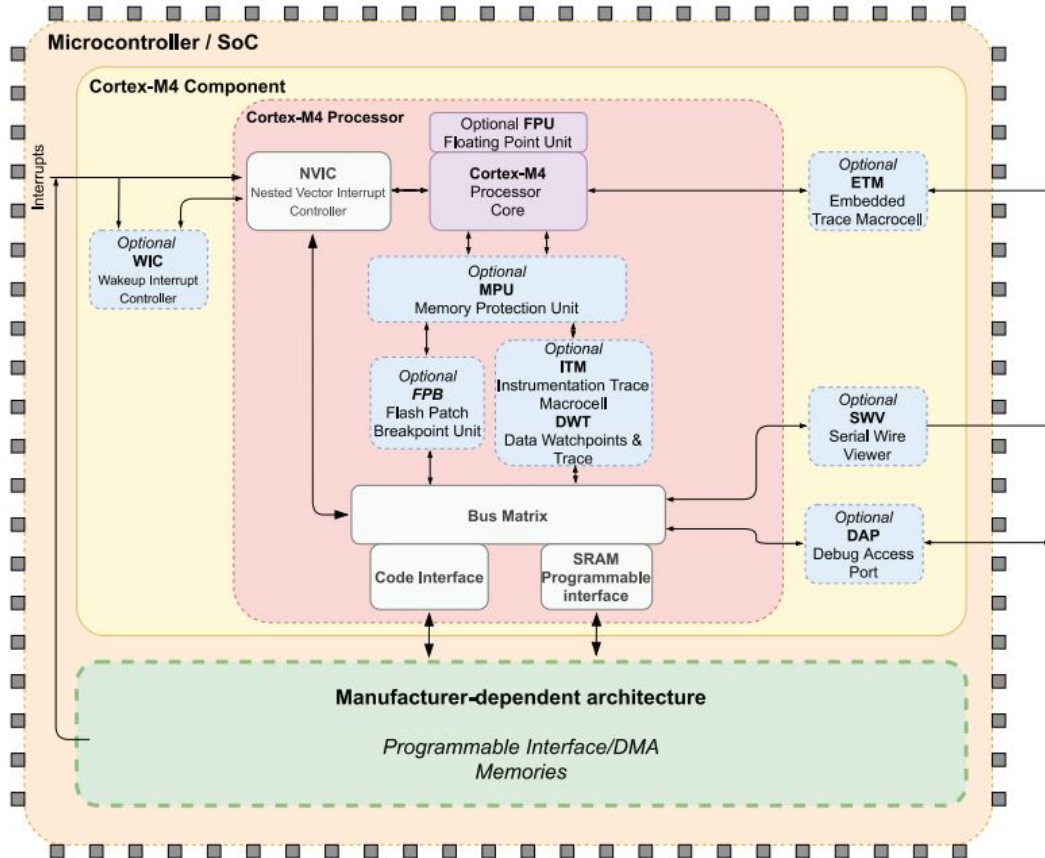 Microcontroller / SoC
Cortex-M4 Component
Cortex-M4 Processor
Optional FPU
Floating Point Unit
Interrupts
NVIC
Nested Vector Interrupt
Controller
Cortex-M4
Processor
Core
Optional
ETM
Embedded
Trace Macrocell
Optional
WIC
Wakeup Interrupt
Controller
Optional
MPU
Memory Protection Unit
Optional
FPB
Flash Patch
Breakpoint Unit
Optional
ITM
Instrumentation Trace
Macrocell
DWT
Data Watchpoints &
Trace
Optional
SWV
Serial Wire
Viewer
Bus Matrix
Optional
DAP
Debug Access
Port
Code Interface
SRAM
Programmable
interface
Manufacturer-dependent architecture
Programmable Interface/DMA
Memories